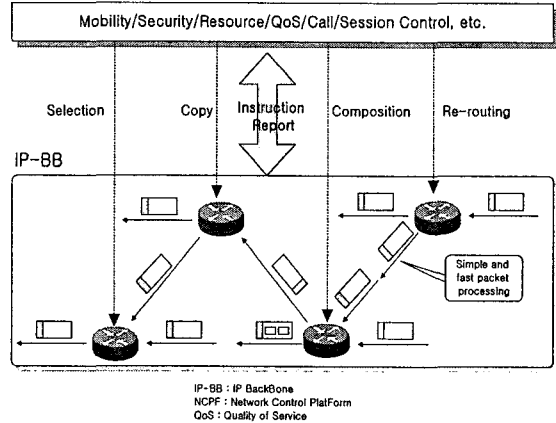 Mobility/Security/Resource/QoS/Call/Session Control, etc.
Selection
Copy
Instruction
Report
Composition
Re-routing
IP-BB
Simple and
fast packet
processing
IP-BB : IP BackBone
NCPF : Network Control PlatForm
QoS : Quality of Service